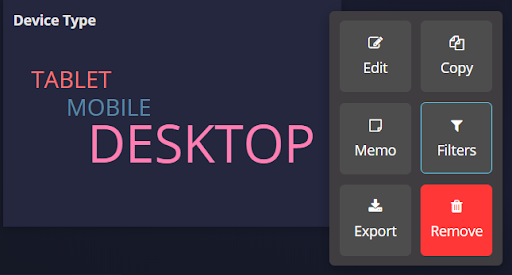 Device Type
TABLET
MOBILE
DESKTOP
Edit
Copy
Memo
Filters
Export
Remove